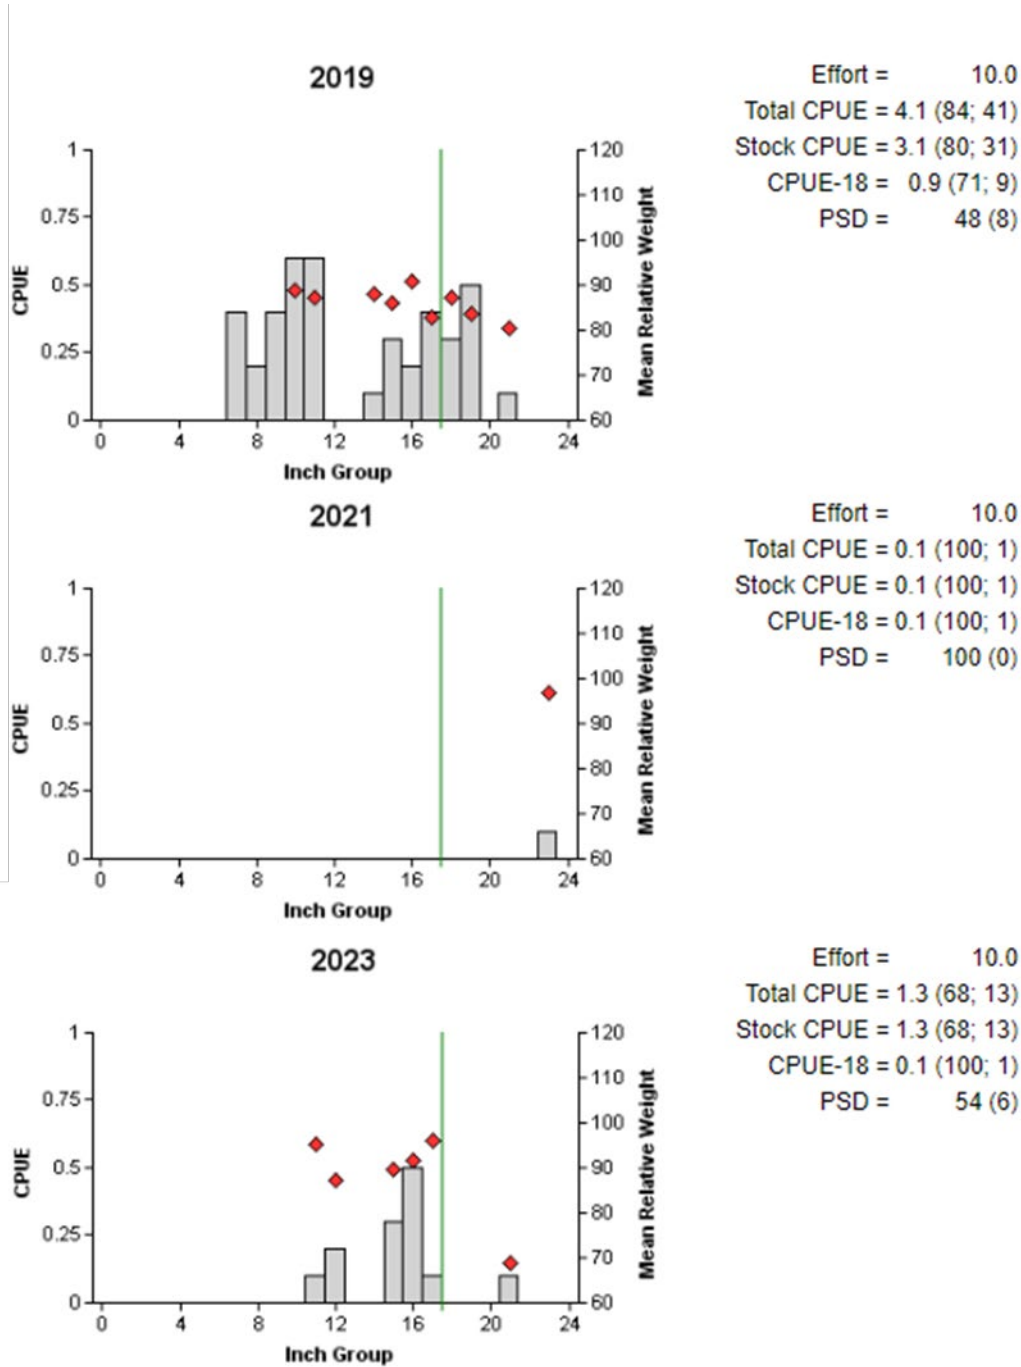 2019
Effort = 10.0
Total CPUE = 4.1 (84; 41)
Stock CPUE = 3.1 (80; 31)
CPUE-18 = 0.9 (71; 9)
PSD = 48 (8)
1 120
110
0.75 100
0.5 90
80
0.25 70
0 60
CPUE
Mean Relative Weight
0 4 8 12 16 20 24
Inch Group
2021
Effort = 10.0
Total CPUE = 0.1 (100; 1)
Stock CPUE = 0.1 (100; 1)
CPUE-18 = 0.1 (100; 1)
PSD = 100 (0)
1 120
110
0.75 100
0.5 90
80
0.25 70
0 60
CPUE
Mean Relative Weight
0 4 8 12 16 20 24
Inch Group
2023
Effort = 10.0
Total CPUE = 1.3 (68; 13)
Stock CPUE = 1.3 (68; 13)
CPUE-18 = 0.1 (100; 1)
PSD = 54 (6)
1 120
110
0.75 100
0.5 90
80
0.25 70
0 60
CPUE
Mean Relative Weight
0 4 8 12 16 20 24
Inch Group